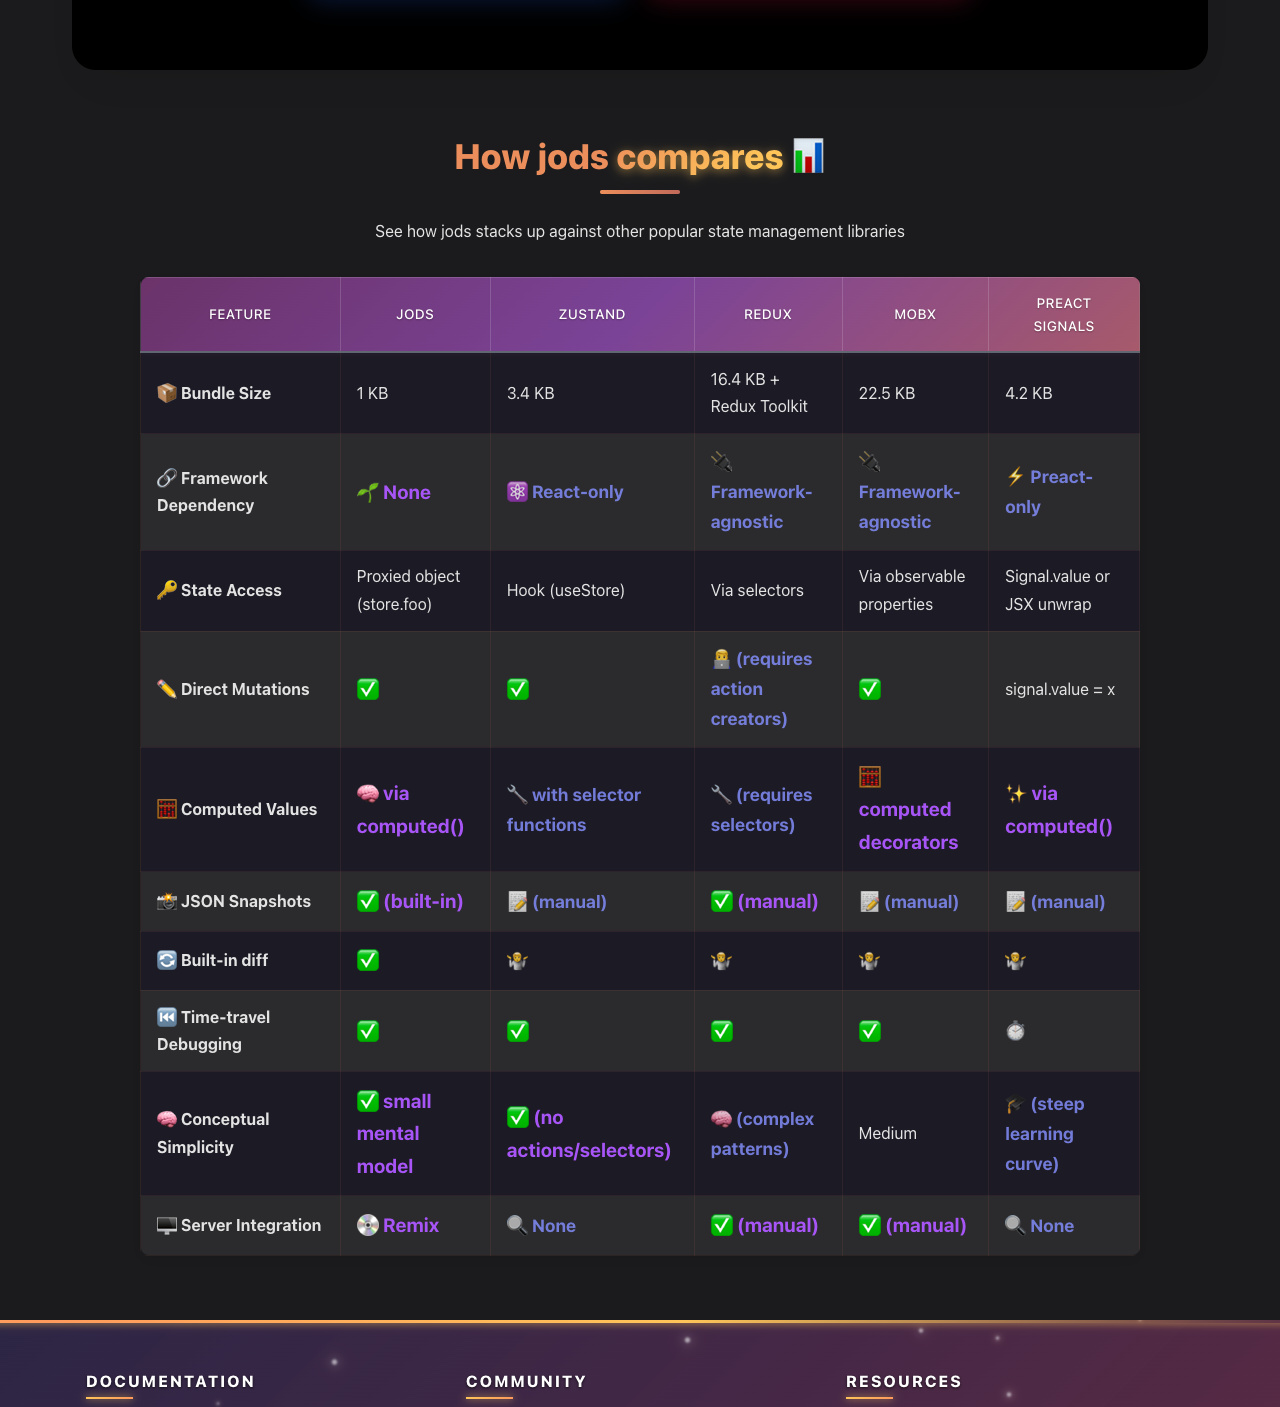 How jods compares 📊
See how jods stacks up against other popular state management libraries
FEATURE JODS ZUSTAND REDUX MOBX PREACT SIGNALS
📦 Bundle Size 1 KB 3.4 KB 16.4 KB + Redux Toolkit 22.5 KB 4.2 KB
🔗 Framework Dependency 🌱 None ⚛️ React-only 🔌 Framework-agnostic 🔌 Framework-agnostic ⚡ Preact-only
🔑 State Access Proxied object (store.foo) Hook (useStore) Via selectors Via observable properties Signal.value or JSX unwrap
✏️ Direct Mutations ✅ ✅ 👨‍💻 (requires action creators) ✅ signal.value = x
🧮 Computed Values 🧠 via computed() 🔧 with selector functions 🔧 (requires selectors) 🧮 computed decorators ✨ via computed()
📸 JSON Snapshots ✅ (built-in) 📝 (manual) ✅ (manual) 📝 (manual) 📝 (manual)
🔄 Built-in diff ✅ 🤷 🤷 🤷 🤷
⏮️ Time-travel Debugging ✅ ✅ ✅ ✅ ⏱️
🧠 Conceptual Simplicity ✅ small mental model ✅ (no actions/selectors) 🧠 (complex patterns) Medium 🎓 (steep learning curve)
🖥️ Server Integration 💿 Remix 🔍 None ✅ (manual) ✅ (manual) 🔍 None
DOCUMENTATION COMMUNITY RESOURCES